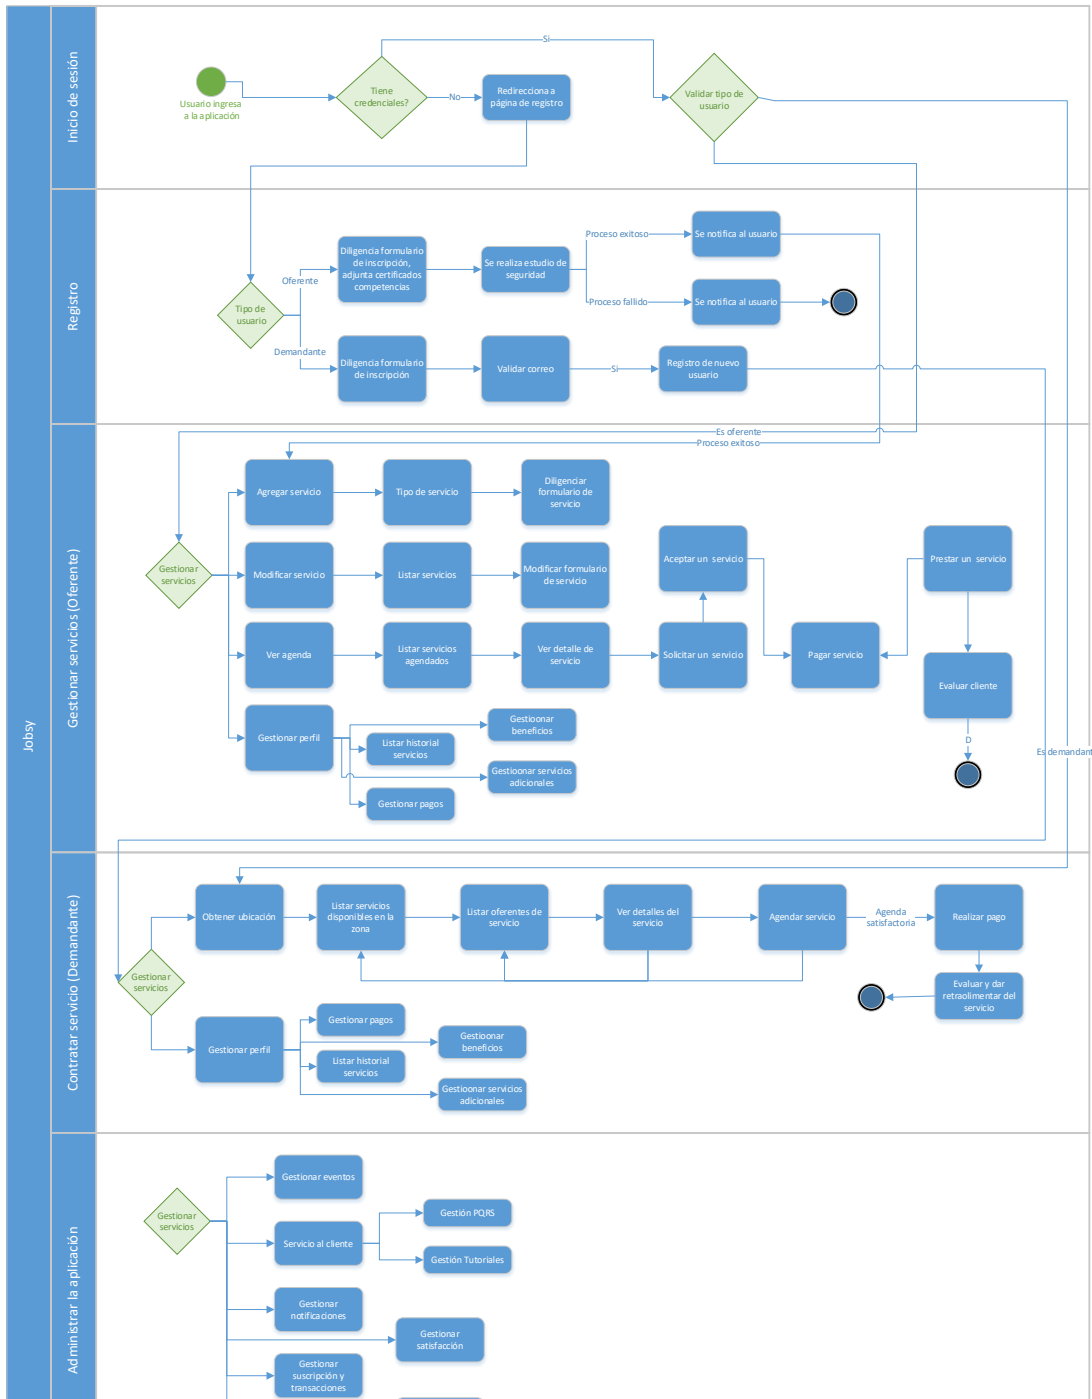 Jobsy
Inicio de sesión
Usuario ingresa
a la aplicación
Tiene
credenciales?
Si
No
Redirecciona a
página de registro
Validar tipo de
usuario
Registro
Tipo de
usuario
Oferente
Demandante
Diligencia formulario
de inscripción,
adjunta certificados
competencias
Se realiza estudio de
seguridad
Proceso exitoso
Se notifica al usuario
Proceso fallido
Se notifica al usuario
Diligencia formulario
de inscripción
Validar correo
Si
Registro de nuevo
usuario
Gestionar servicios (Oferente)
Es oferente
Proceso exitoso
Gestionar
servicios
Agregar servicio
Tipo de servicio
Diligenciar
formulario de
servicio
Modificar servicio
Listar servicios
Modificar formulario
de servicio
Aceptar un servicio
Prestar un servicio
Ver agenda
Listar servicios
agendados
Ver detalle de
servicio
Solicitar un servicio
Pagar servicio
Evaluar cliente
D
Gestionar perfil
Gestioonar
beneficios
Listar historial
servicios
Gestioonar servicios
adicionales
Gestionar pagos
Es demandant
Contratar servicio (Demandante)
Gestionar
servicios
Obtener ubicación
Listar servicios
disponibles en la
zona
Listar oferentes de
servicio
Ver detalles del
servicio
Agendar servicio
Agenda
satisfactoria
Realizar pago
Evaluar y dar
retraolimentar del
servicio
Gestionar perfil
Gestionar pagos
Gestioonar
beneficios
Listar historial
servicios
Gestioonar servicios
adicionales
Administrar la aplicación
Gestionar
servicios
Gestionar eventos
Servicio al cliente
Gestión PQRS
Gestión Tutoriales
Gestionar
notificaciones
Gestionar
satisfacción
Gestionar
suscripción y
transacciones